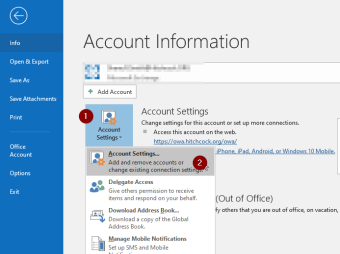 Info
Open & Export
Save As
Save Attachments
Print
Office
Account
Options
Exit
Account Information
Microsoft Exchange
+ Add Account
1
Account
Settings
Account Settings
Change settings for this account or set up more connections.
Access this account on the web.
https://owa.hitchcock.org/owa/
iPhone, iPad, Android, or Windows 10 Mobile.
Account Settings...
2
Add and remove accounts or
change existing connection settings.
Delegate Access
Give others permission to receive
items and respond on your behalf.
(Out of Office)
fy others that you are out of office, on vacation,
Download Address Book...
Download a copy of the Global
Address Book.
Manage Mobile Notifications
Set up SMS and Mobile